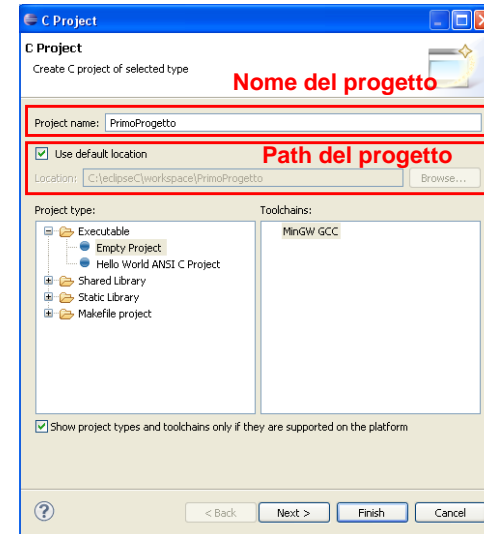 C Project
C Project
Create C project of selected type
Nome del progetto
Project name: PrimoProgetto
Use default location
Path del progetto
Location: C:\eclipseC\workspace\PrimoProgetto Browse...
Project type: Toolchains:
Executable MinGW GCC
Empty Project
Hello World ANSI C Project
Shared Library
Static Library
Makefile project
Show project types and toolchains only if they are supported on the platform
? < Back Next > Finish Cancel